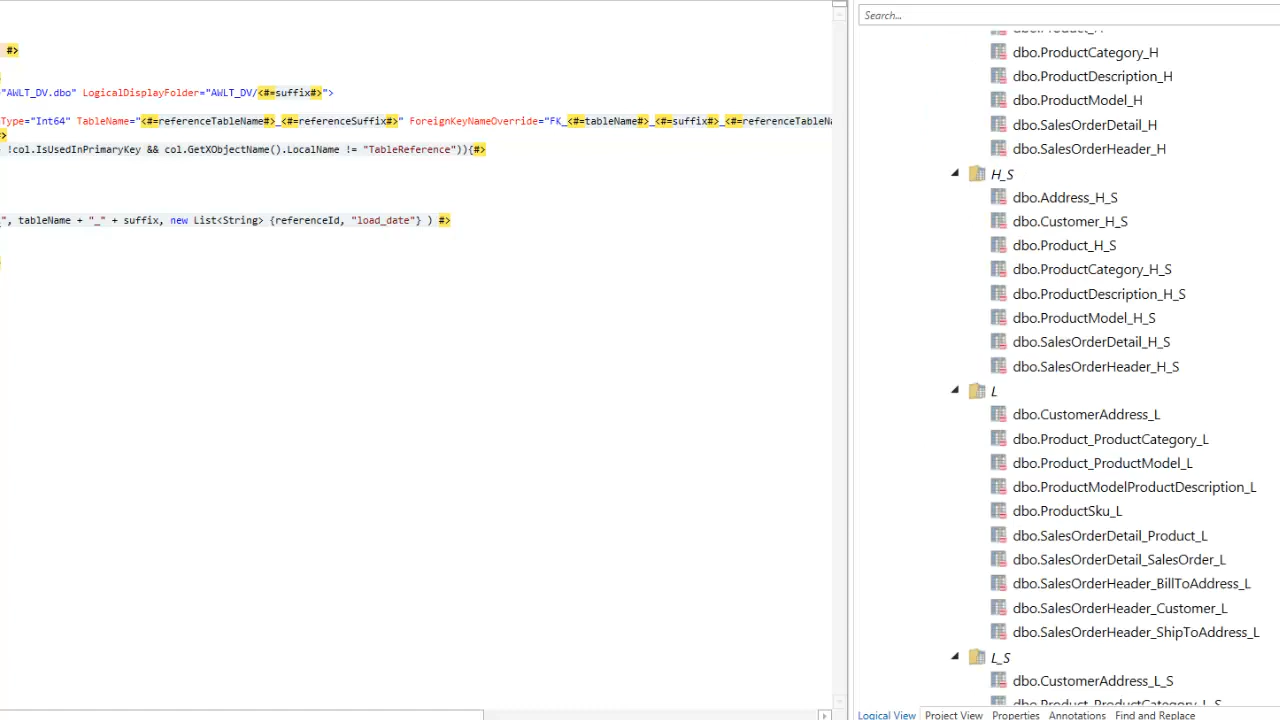 #>
="AWLT_DV.dbo" LogicalDisplayFolder="AWLT_DV/<#=suffix#>">
Type="Int64" TableName="<#=referenceTableName#>_<#=referenceSuffix#>" ForeignKeyNameOverride="FK_<#=tableName#>_<#=suffix#>_<#=referenceTableNa
#>
!col.IsUsedInPrimaryKey && col.GetXObjectName().LocalName != "TableReference")){#>
", tableName + "_" + suffix, new List<String> {referenceId, "load_date"} ) #>
Search...
dbo.Product_H
dbo.ProductCategory_H
dbo.ProductDescription_H
dbo.ProductModel_H
dbo.SalesOrderDetail_H
dbo.SalesOrderHeader_H
H_S
dbo.Address_H_S
dbo.Customer_H_S
dbo.Product_H_S
dbo.ProductCategory_H_S
dbo.ProductDescription_H_S
dbo.ProductModel_H_S
dbo.SalesOrderDetail_H_S
dbo.SalesOrderHeader_H_S
L
dbo.CustomerAddress_L
dbo.Product_ProductCategory_L
dbo.Product_ProductModel_L
dbo.ProductModelProductDescription_L
dbo.ProductSku_L
dbo.SalesOrderDetail_Product_L
dbo.SalesOrderDetail_SalesOrder_L
dbo.SalesOrderHeader_BillToAddress_L
dbo.SalesOrderHeader_Customer_L
dbo.SalesOrderHeader_ShipToAddress_L
L_S
dbo.CustomerAddress_L_S
dbo.Product_ProductCategory_L_S
Logical View Project View Properties Annotations Find and Replace